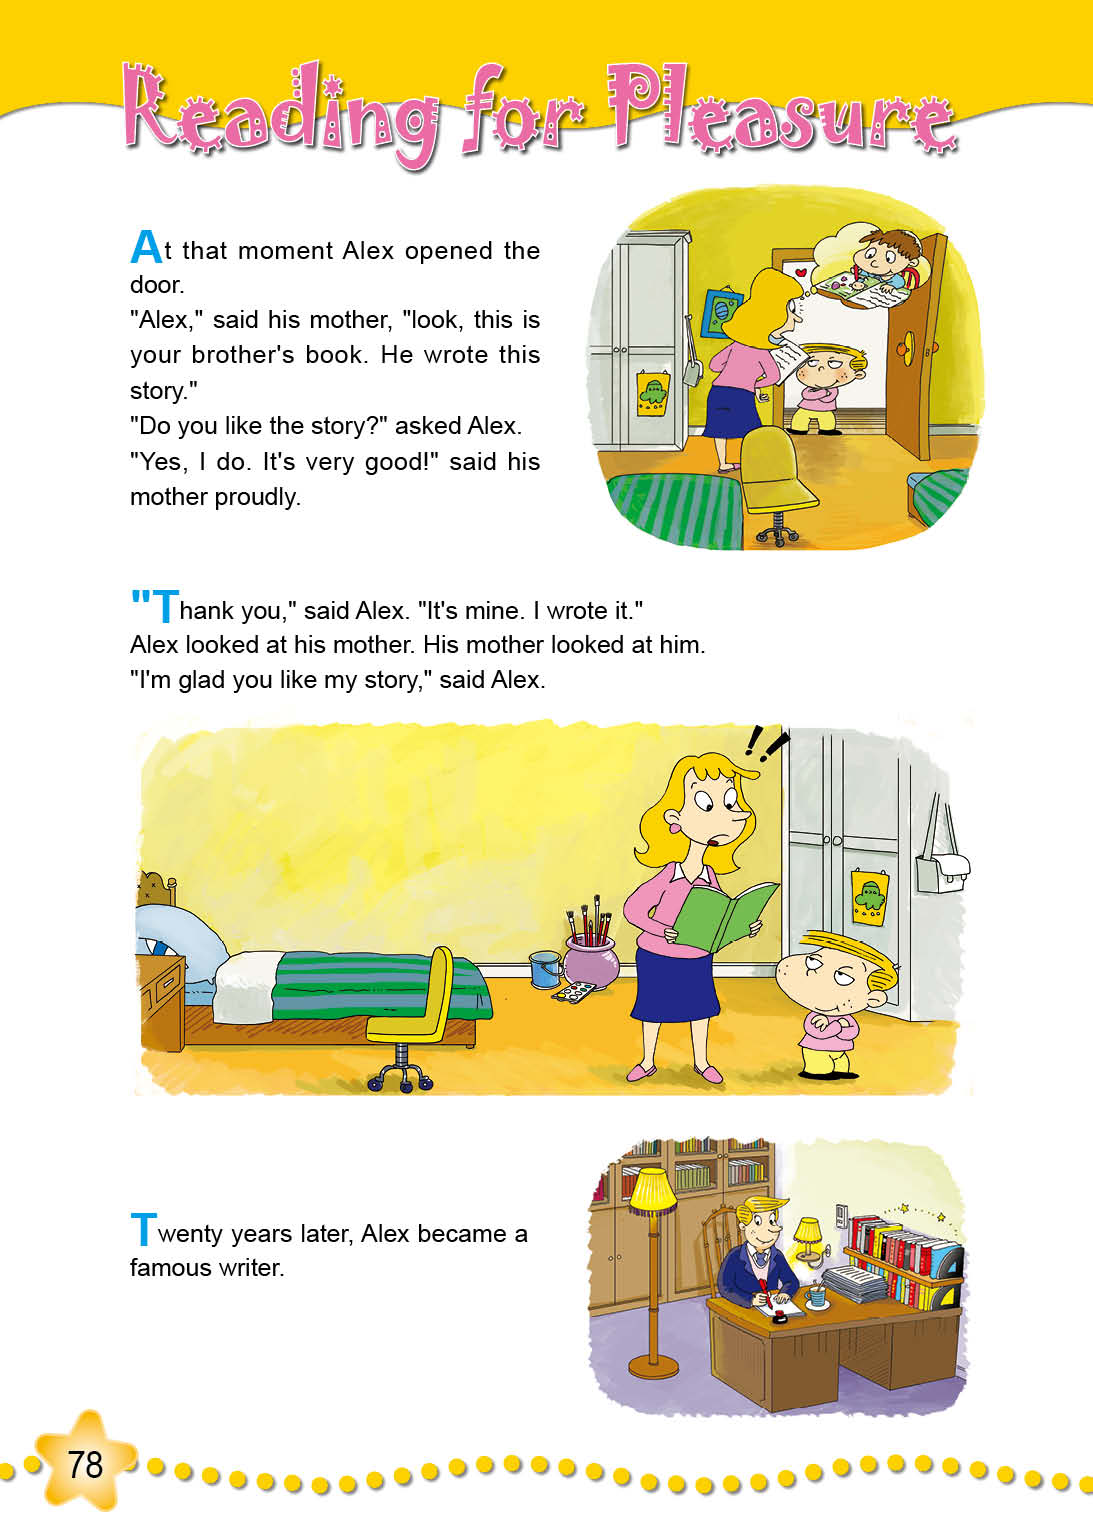 Reading for Pleasure
At that moment Alex opened the
door.
"Alex," said his mother, "look, this is
your brother's book. He wrote this
story."
"Do you like the story?" asked Alex.
"Yes, I do. It's very good!" said his
mother proudly.
"Thank you," said Alex. "It's mine. I wrote it."
Alex looked at his mother. His mother looked at him.
"I'm glad you like my story," said Alex.
!!
Twenty years later, Alex became a
famous writer.
78